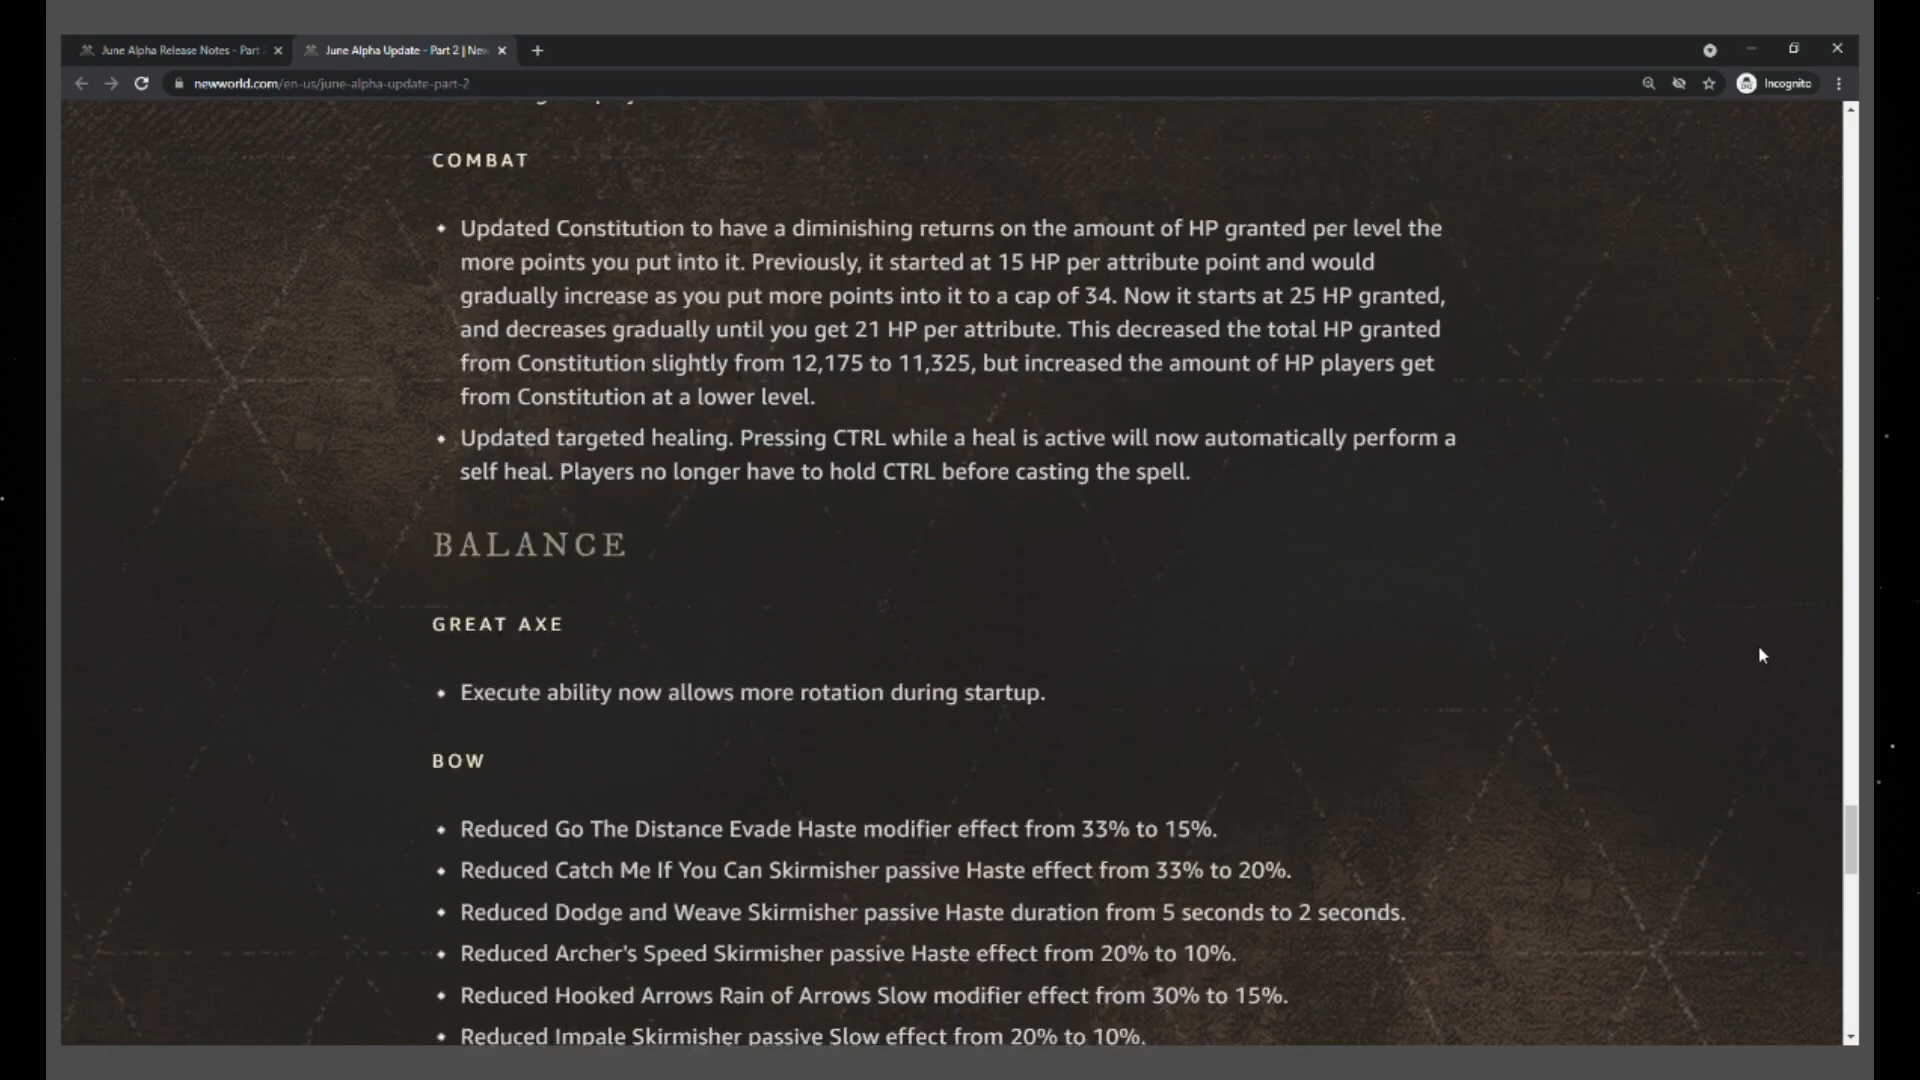 June Alpha Release Notes - Part
June Alpha Update - Part 2 | Nev
newworld.com/en-us/june-alpha-update-part-2
Incognito
COMBAT
Updated Constitution to have a diminishing returns on the amount of HP granted per level the
more points you put into it. Previously, it started at 15 HP per attribute point and would
gradually increase as you put more points into it to a cap of 34. Now it starts at 25 HP granted,
and decreases gradually until you get 21 HP per attribute. This decreased the total HP granted
from Constitution slightly from 12,175 to 11,325, but increased the amount of HP players get
from Constitution at a lower level.
Updated targeted healing. Pressing CTRL while a heal is active will now automatically perform a
self heal. Players no longer have to hold CTRL before casting the spell.
BALANCE
GREAT AXE
Execute ability now allows more rotation during startup.
BOW
Reduced Go The Distance Evade Haste modifier effect from 33% to 15%.
Reduced Catch Me If You Can Skirmisher passive Haste effect from 33% to 20%.
Reduced Dodge and Weave Skirmisher passive Haste duration from 5 seconds to 2 seconds.
Reduced Archer's Speed Skirmisher passive Haste effect from 20% to 10%.
Reduced Hooked Arrows Rain of Arrows Slow modifier effect from 30% to 15%.
Reduced Impale Skirmisher passive Slow effect from 20% to 10%.